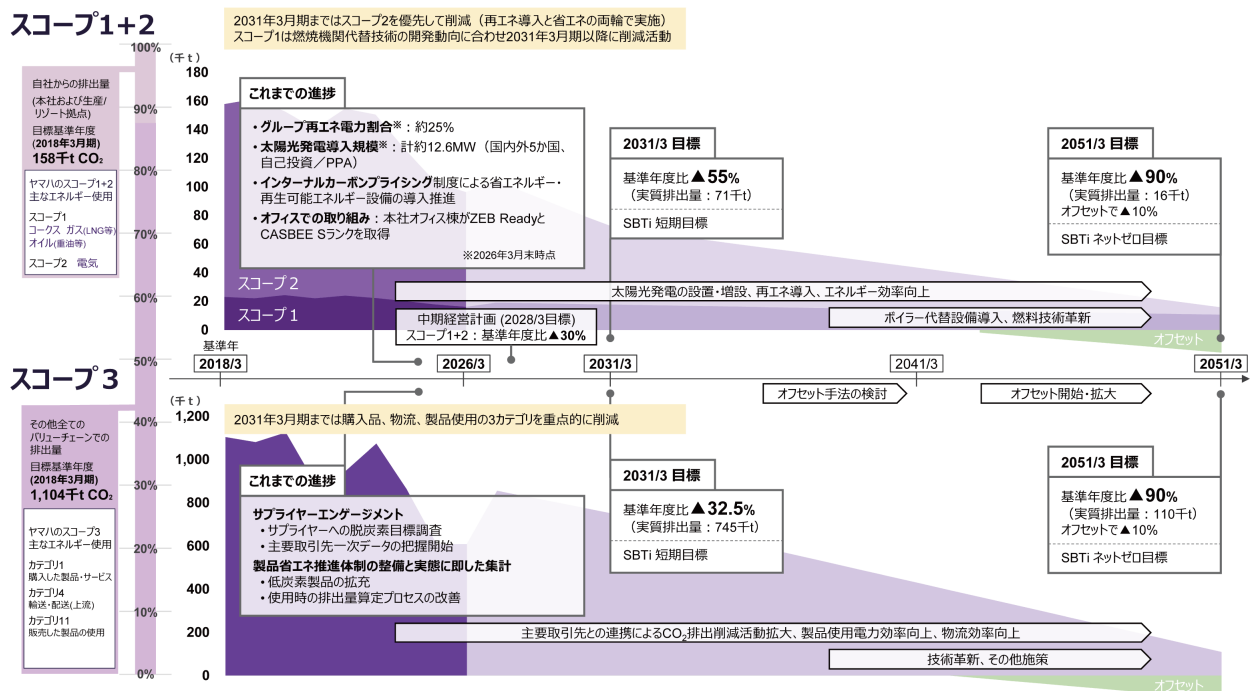 スコープ1+2
2031年3月期まではスコープ2を優先して削減（再エネ導入と省エネの両輪で実施）
スコープ1は燃焼機関代替技術の開発動向に合わせ2031年3月期以降に削減活動
100%
90%
80%
70%
60%
50%
40%
30%
20%
10%
0%
自社からの排出量
(本社および生産/
リゾート拠点)
目標基準年度
(2018年3月期)
158千t CO₂
ヤマハのスコープ1+2
主なエネルギー使用
スコープ1
コークス ガス(LNG等)
オイル(重油等)
スコープ2 電気
（千ｔ）
180
160
140
120
100
80
60
40
20
0
これまでの進捗
・グループ再エネ電力割合※：約25%
・太陽光発電導入規模※：計約12.6MW（国内外5か国、
自己投資／PPA）
・インターナルカーボンプライシング制度による省エネルギー・
再生可能エネルギー設備の導入推進
・オフィスでの取り組み：本社オフィス棟がZEB Readyと
CASBEE Sランクを取得
※2026年3月末時点
スコープ2
スコープ1
2031/3 目標
基準年度比▲55%
（実質排出量：71千t）
SBTi 短期目標
2051/3 目標
基準年度比▲90%
（実質排出量：16千t）
オフセットで▲10%
SBTi ネットゼロ目標
太陽光発電の設置・増設、再エネ導入、エネルギー効率向上
ボイラー代替設備導入、燃料技術革新
中期経営計画 (2028/3目標)
スコープ1+2：基準年度比▲30%
オフセット
基準年
2018/3
2026/3
2031/3
2041/3
2051/3
オフセット手法の検討
オフセット開始・拡大
スコープ3
その他全ての
バリューチェーンでの
排出量
目標基準年度
(2018年3月期)
1,104千t CO₂
ヤマハのスコープ3
主なエネルギー使用
カテゴリ1
購入した製品・サービス
カテゴリ4
輸送・配送(上流)
カテゴリ11
販売した製品の使用
（千ｔ）
1,200
1,000
800
600
400
200
0
2031年3月期までは購入品、物流、製品使用の3カテゴリを重点的に削減
これまでの進捗
サプライヤーエンゲージメント
・サプライヤーへの脱炭素目標調査
・主要取引先一次データの把握開始
製品省エネ推進体制の整備と実態に即した集計
・低炭素製品の拡充
・使用時の排出量算定プロセスの改善
2031/3 目標
基準年度比▲32.5%
（実質排出量：745千t）
SBTi 短期目標
2051/3 目標
基準年度比▲90%
（実質排出量：110千t）
オフセットで▲10%
SBTi ネットゼロ目標
主要取引先との連携によるCO₂排出削減活動拡大、製品使用電力効率向上、物流効率向上
技術革新、その他施策
オフセット